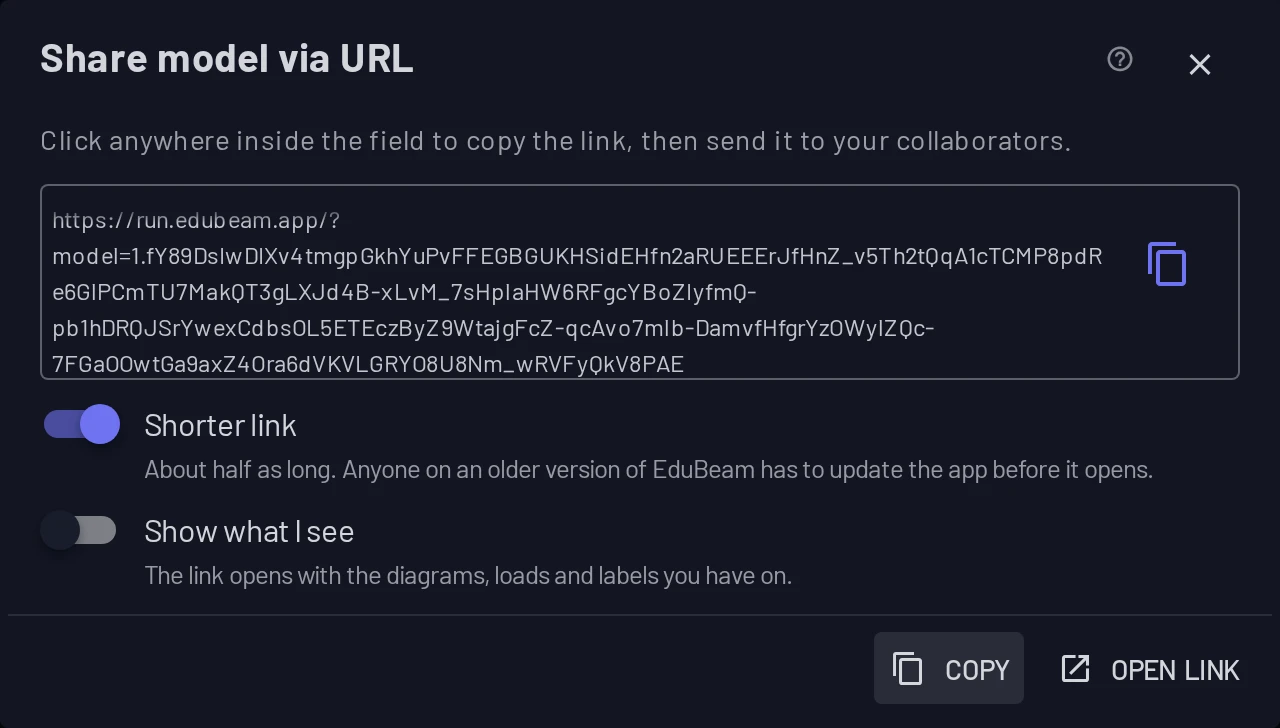 Share model via URL
Click anywhere inside the field to copy the link, then send it to your collaborators.
https://run.edubeam.app/?
model=1.fY89DsIwDIXv4tmgpGkhYuPvFFEGBGUKHSidEHfn2aRUEEErJfHnZ_v5Th2tQqA1cTCMP8pdR
e6GIPCmTU7MakQT3gLXJd4B-xLvM_7sHpIaHW6RFgcYBoZIyfmQ-
pb1hDRQJSrYwexCdbsOL5ETEczByZ9WtajgFcZ-qcAvo7mIb-DamvfHfgrYzOWyIZQc-
7FGaOOwtGa9axZ4Ora6dVKVLGRYO8U8Nm_wRVFyQkV8PAE
Shorter link
About half as long. Anyone on an older version of EduBeam has to update the app before it opens.
Show what I see
The link opens with the diagrams, loads and labels you have on.
COPY
OPEN LINK